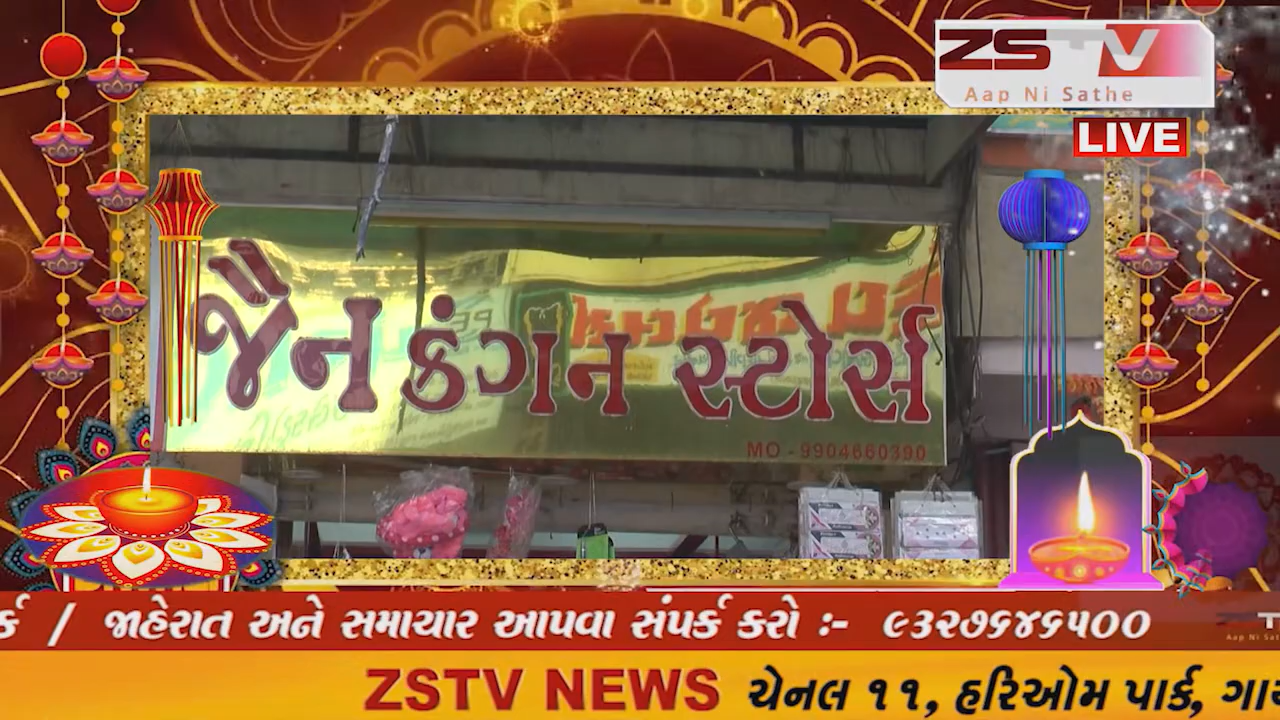 ZSTV
Aap Ni Sathe
LIVE
જૈન કંગન સ્ટોર્સ
MO - 9904660390
/ જાહેરાત અને સમાચાર આપવા સંપર્ક કરો :- ૯૩૨૭૬૪૬૫૦૦
ZSTV NEWS ચેનલ ૧૧, હરિઓમ પાર્ક,